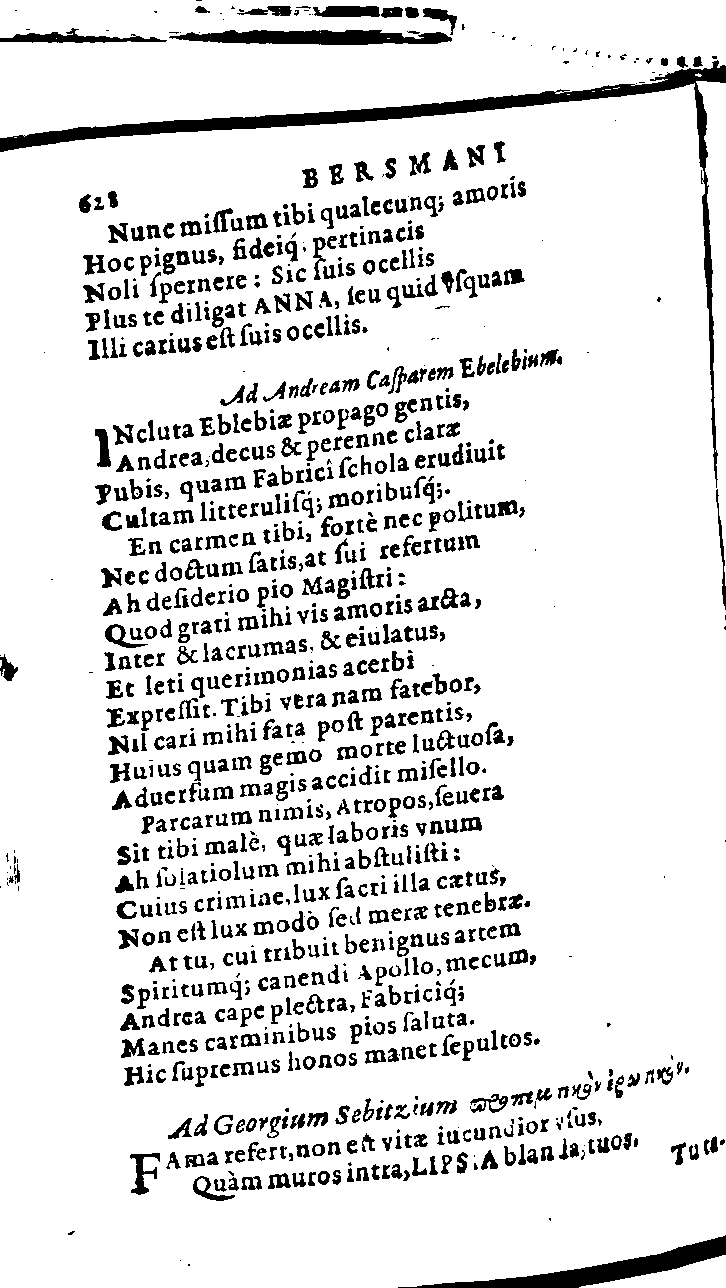 628 BERSMANI
Nunc miſſum tibi qualecunq; amoris
Hoc pignus, fideiq́; pertinacis
Noli ſpernere: Sic ſuis ocellis
Plus te diligat ANNA, ſeu quid vſquam
Illi carius eſt ſuis ocellis.
Ad Andream Caſparem Ebelebium.
INcluta Eblebiæ propago gentis,
Andrea, decus & perenne claræ
Pubis, quam Fabricî ſchola erudiuit
Cultam litteruliſq́; moribuſq́;.
En carmen tibi, fortè nec politum,
Nec doctum ſatis, at ſui refertum
Ah deſiderio pio Magiſtri:
Quod grati mihi vis amoris arcta,
Inter & lacrumas, & eiulatus,
Et leti querimonias acerbi
Expreſſit. Tibi vera nam fatebor,
Nil cari mihi fata poſt parentis,
Huius quam gemo morte luctuoſa,
Aduerſum magis accidit miſello.
Parcarum nimis, Atropos, ſeuera
Sit tibi malè, quæ laboris vnum
Ah ſolatiolum mihi abſtuliſti:
Cuius crimine, lux ſacri illa cætus,
Non eſt lux modò ſed meræ tenebræ.
At tu, cui tribuit benignus artem
Spiritumq́; canendi Apollo, mecum,
Andrea cape plectra, Fabriciq́;
Manes carminibus pios ſaluta.
Hic ſupremus honos manet ſepultos.
Ad Georgium Sebitzium
FAma refert, non eſt vitæ iucundior vſus,
Quàm muros intra, LIPSIA blanda, tuos.
Tuta-